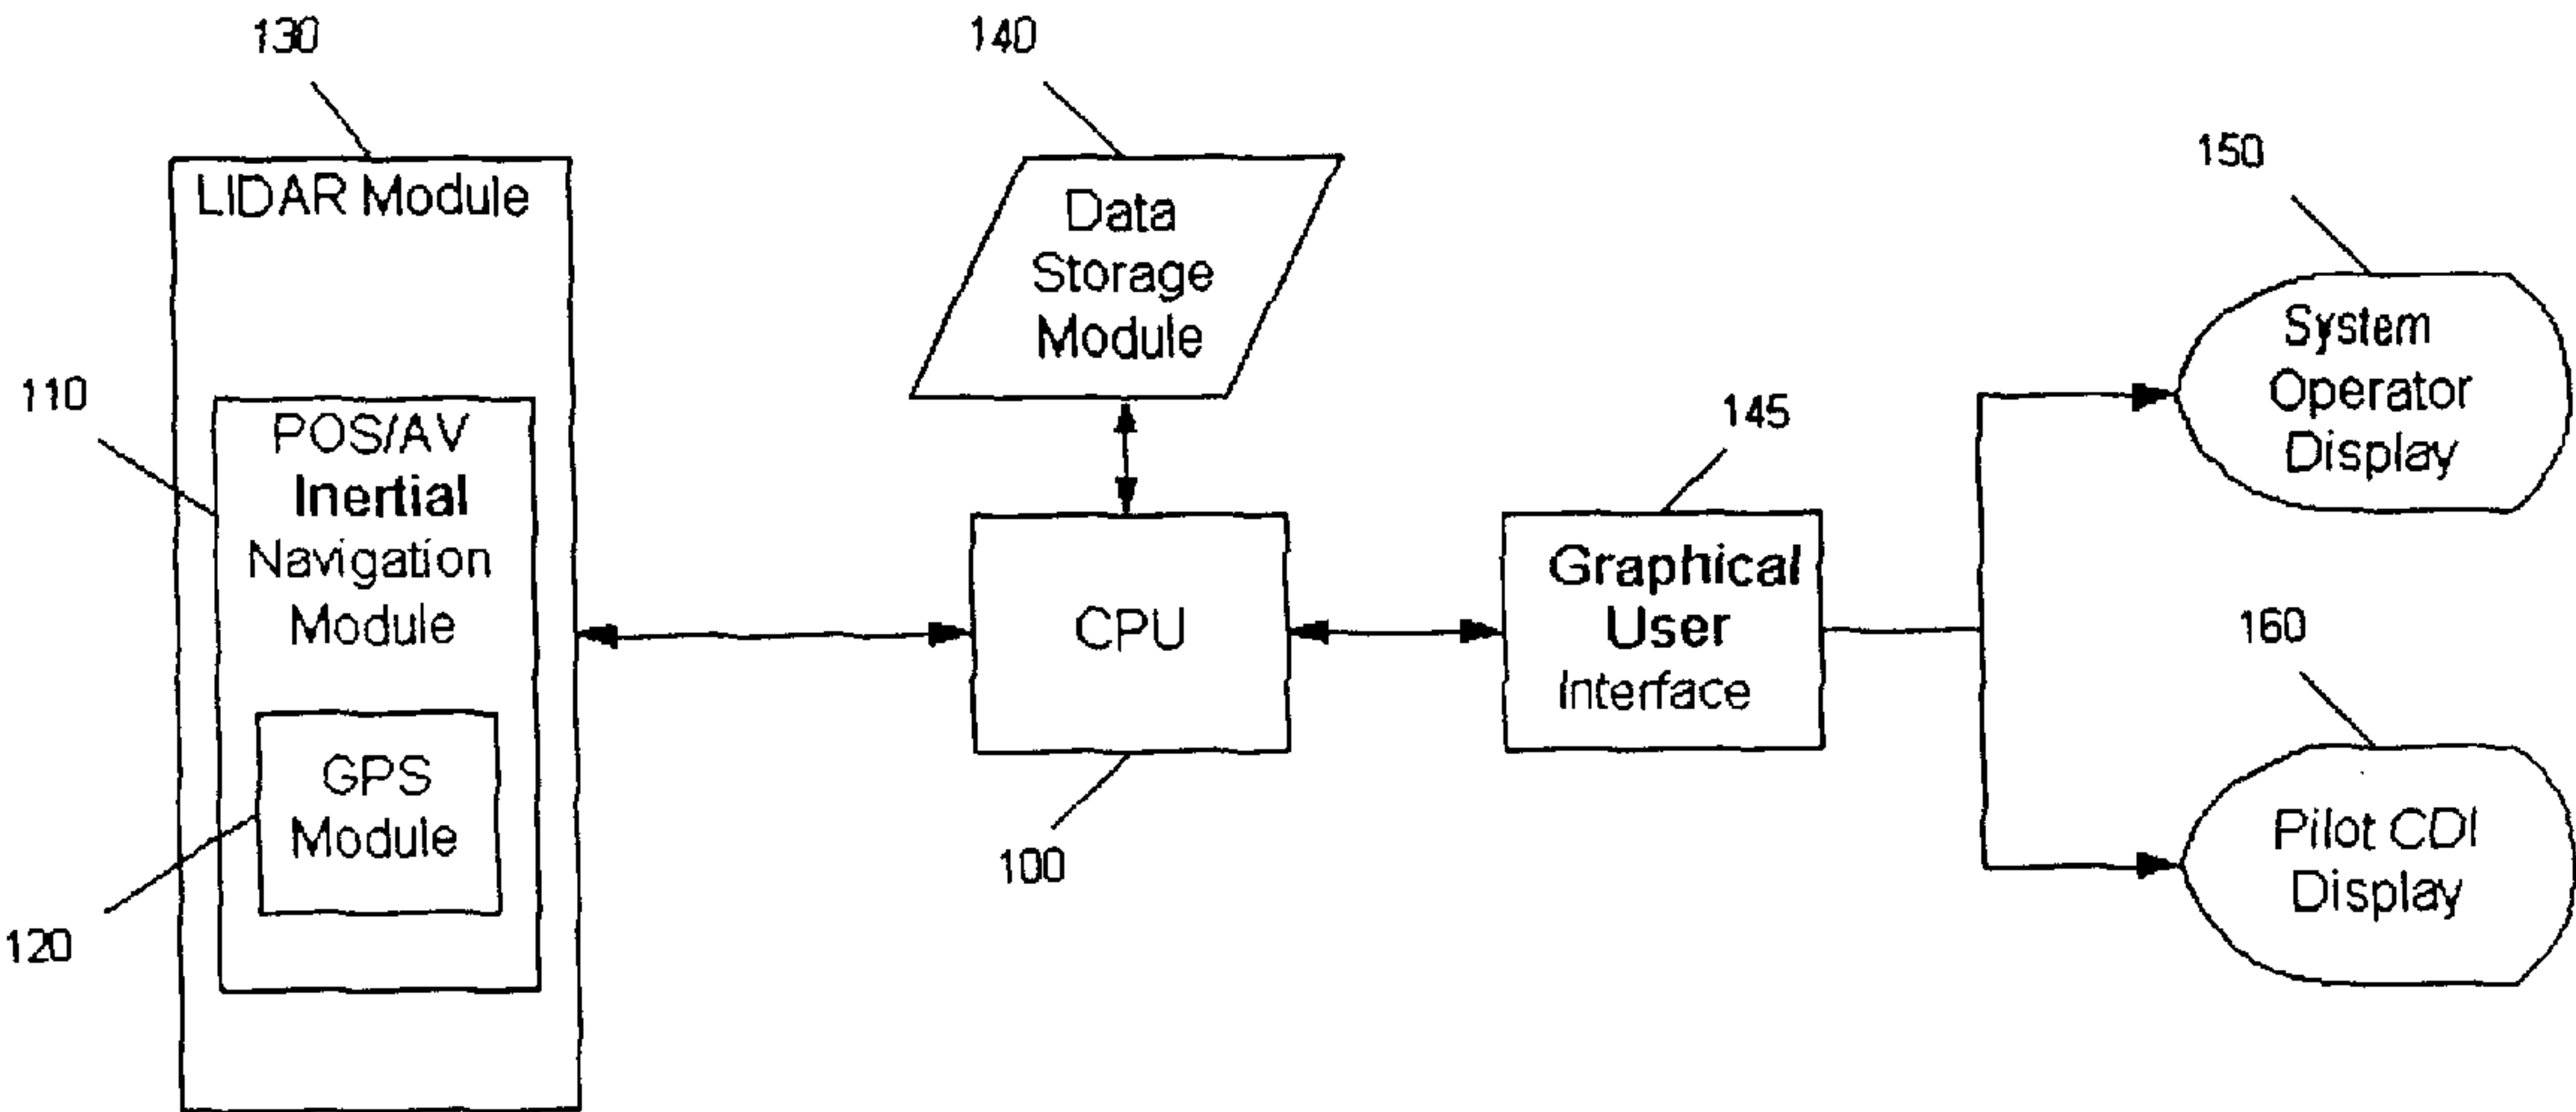 130
140
LIDAR Module
Data
Storage
Module
150
System
Operator
Display
110
POS/AV
Inertial
Navigation
Module
145
CPU
Graphical
User
Interface
160
GPS
Module
120
100
Pilot CDI
Display